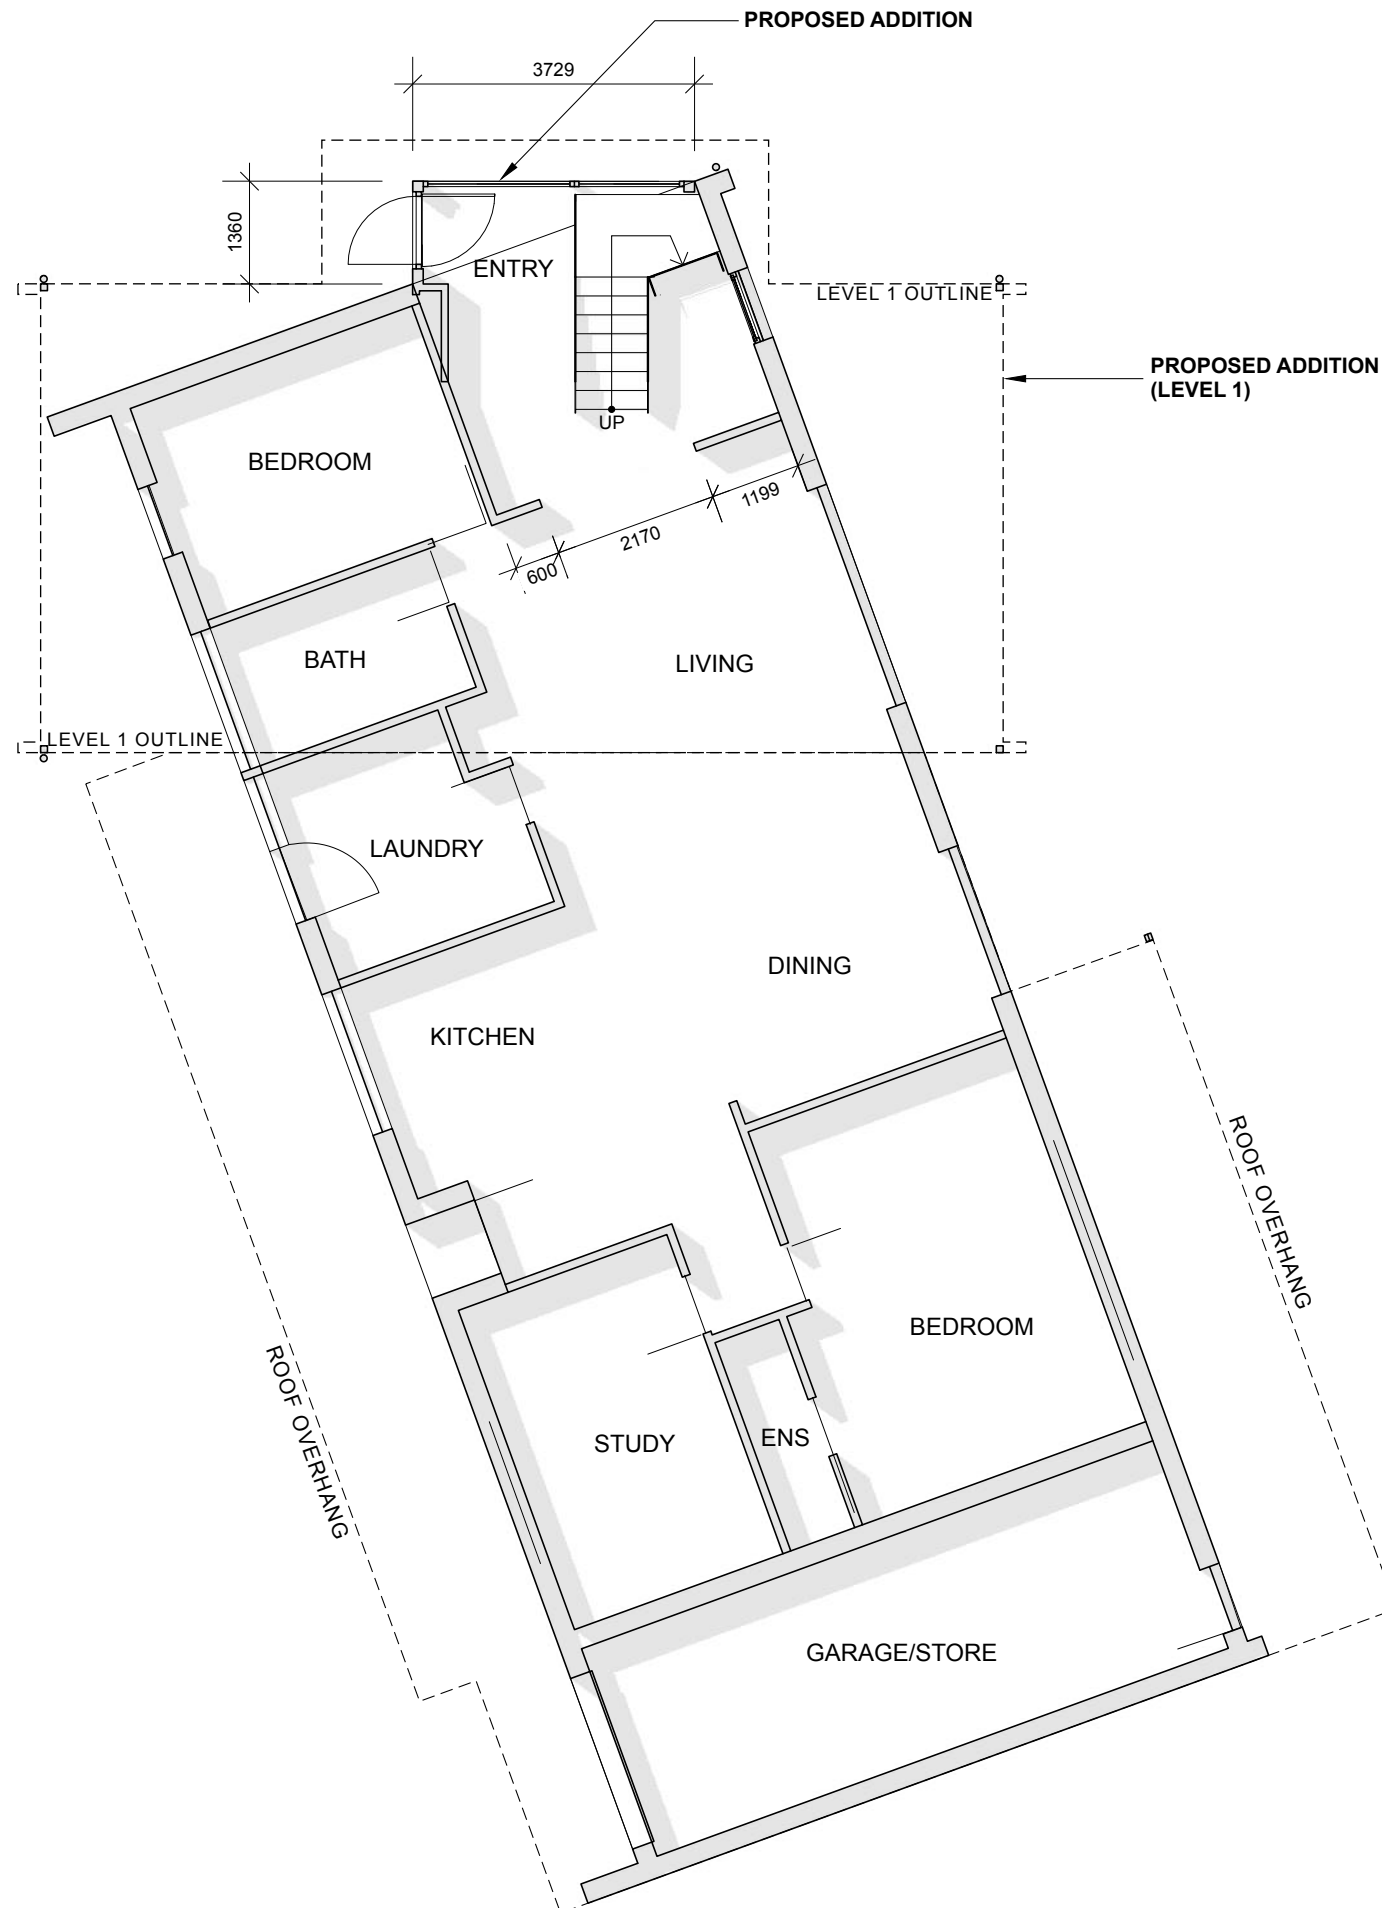 PROPOSED ADDITION
3729
1360
ENTRY
LEVEL 1 OUTLINE
PROPOSED ADDITION
(LEVEL 1)
UP
BEDROOM
1199
2170
600
BATH
LIVING
LEVEL 1 OUTLINE
LAUNDRY
DINING
KITCHEN
ROOF OVERHANG
BEDROOM
ROOF OVERHANG
STUDY
ENS
GARAGE/STORE